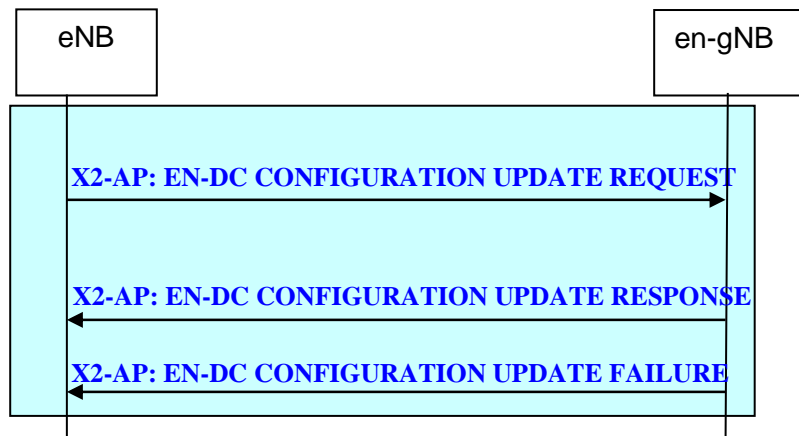 eNB
en-gNB
X2-AP: EN-DC CONFIGURATION UPDATE REQUEST
X2-AP: EN-DC CONFIGURATION UPDATE RESPONSE
X2-AP: EN-DC CONFIGURATION UPDATE FAILURE